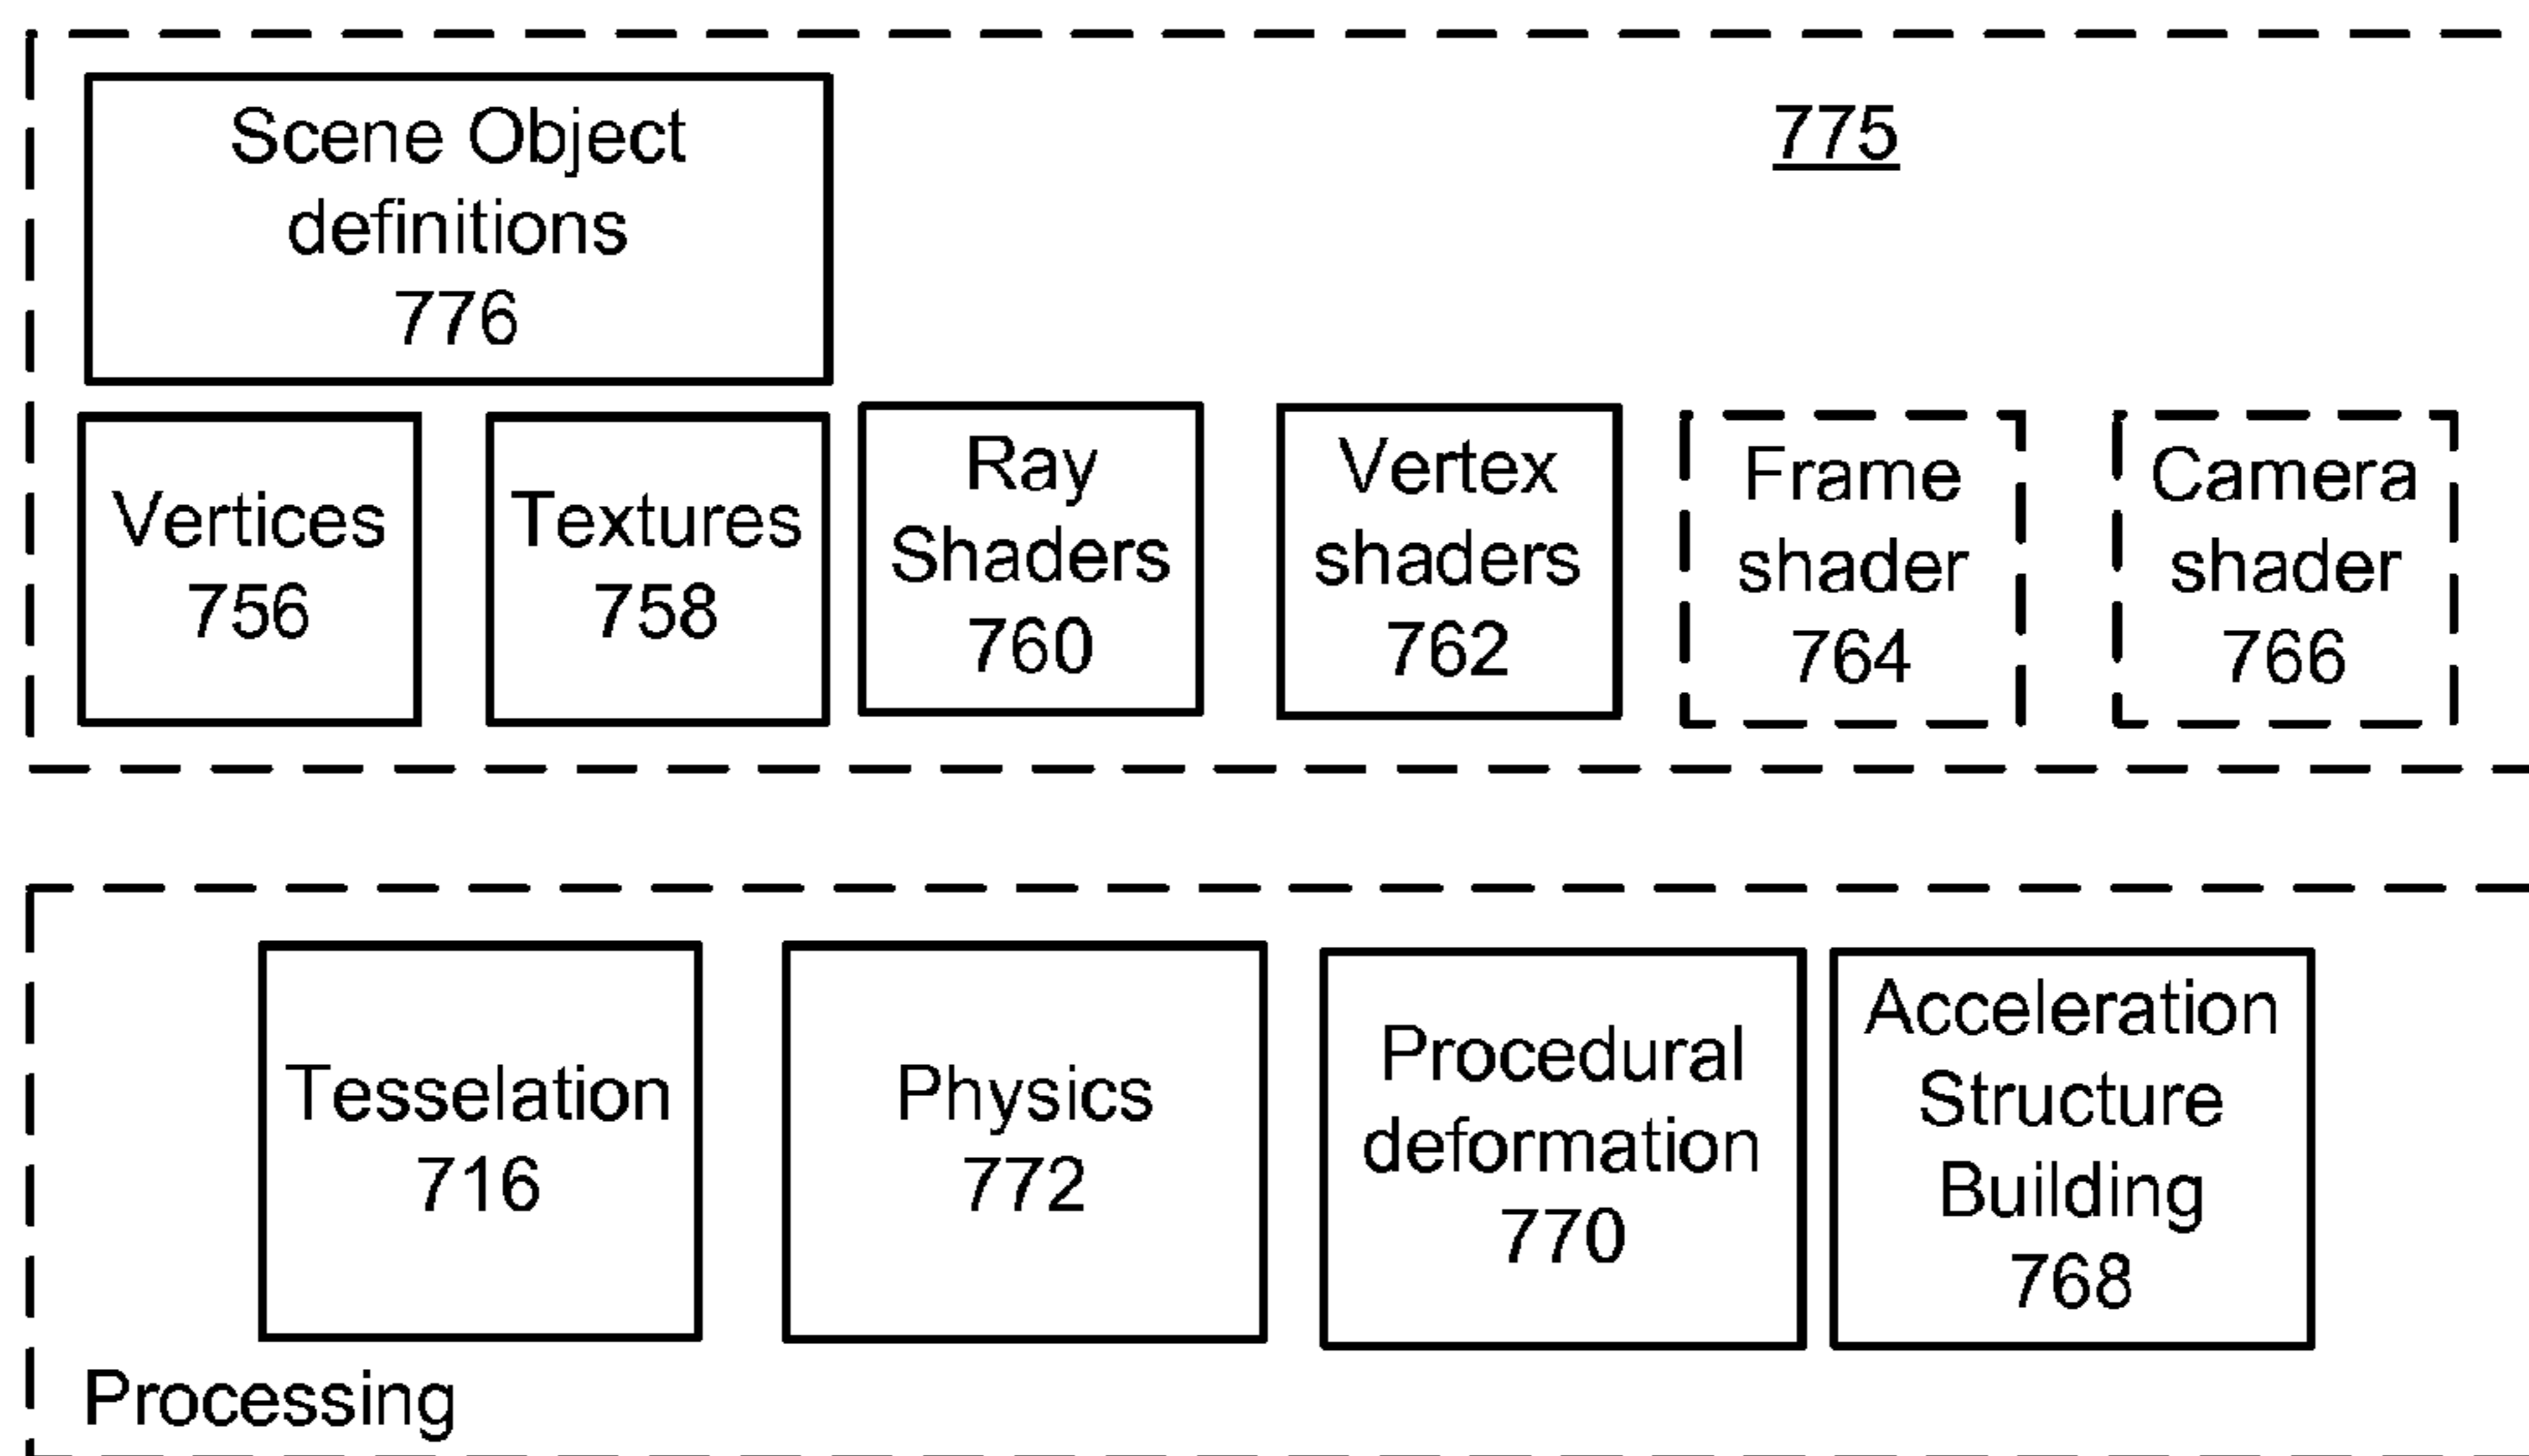 Scene Object
definitions
776
775
Vertices
756
Textures
758
Ray
Shaders
760
Vertex
shaders
762
Frame
shader
764
Camera
shader
766
Tesselation
716
Physics
772
Procedural
deformation
770
Acceleration
Structure
Building
768
Processing